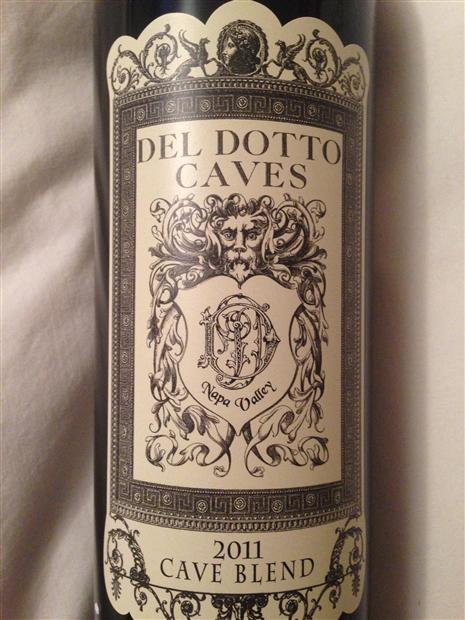 DEL DOTTO
CAVES
Napa Valley
2011
CAVE BLEND